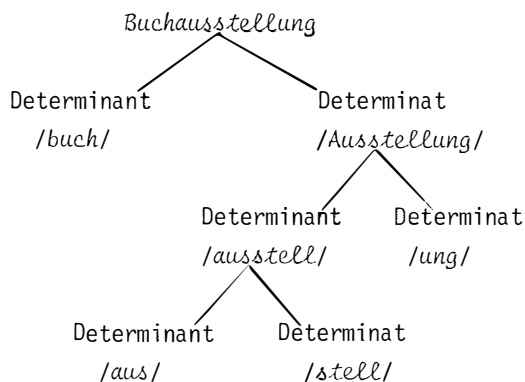 Buchausstellung
Determinant Determinat
/buch/ /Ausstellung/
Determinant Determinat
/ausstell/ /ung/
Determinant Determinat
/aus/ /stell/